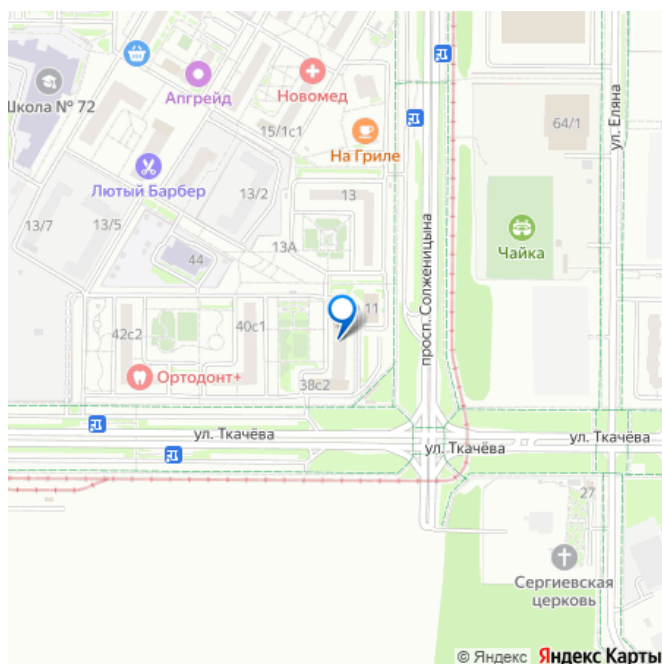 Школа № 72
Апгрейд
Новомед
15/1с1
На Гриле
64/1
ул. Еляна
Лютый Барбер
13/2
13
13/7
13/5
13А
44
просп. Солженицына
Чайка
42с2
40с1
11
Ортодонт+
38с2
ул. Ткачёва
ул. Ткачёва
ул. Ткачёва
27
Сергиевская
церковь
© Яндекс Яндекс Карты